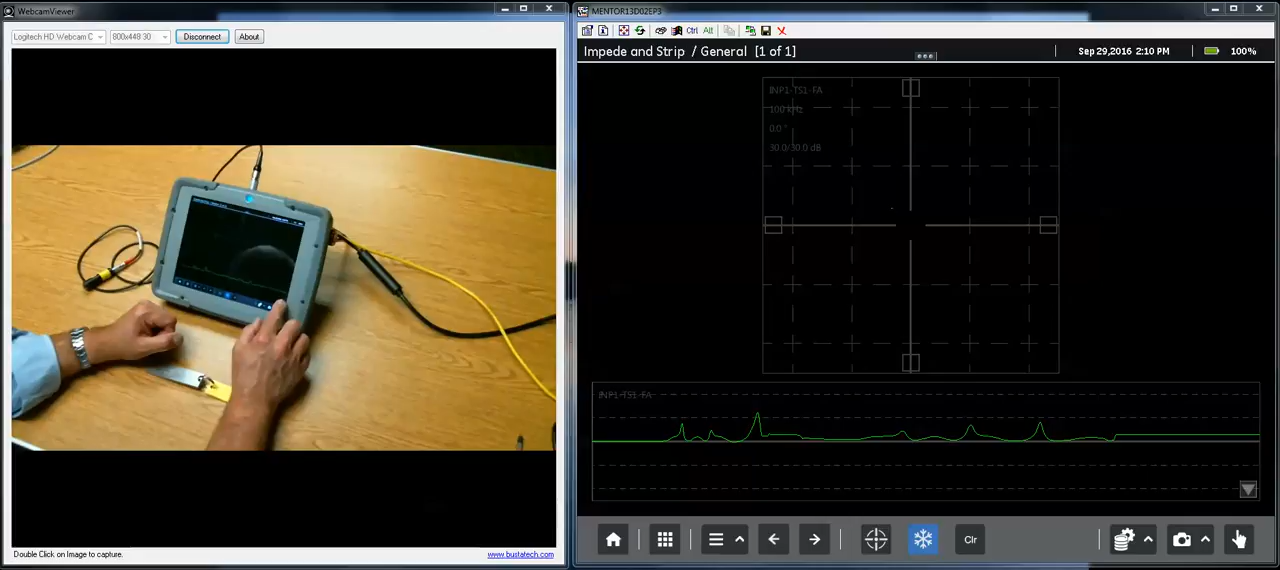 WebcamViewer
Logitech HD Webcam C
800x448 30
Disconnect
About
Double Click on Image to capture.
www.bustatech.com
MENTOR13D02EP3
Ctrl Alt
Impede and Strip / General [1 of 1]
Sep 29,2016 2:10 PM
100%
INP1-TS1-FA
100 kHz
0.0 °
30.0/30.0 dB
INP1-TS1-FA
Clr